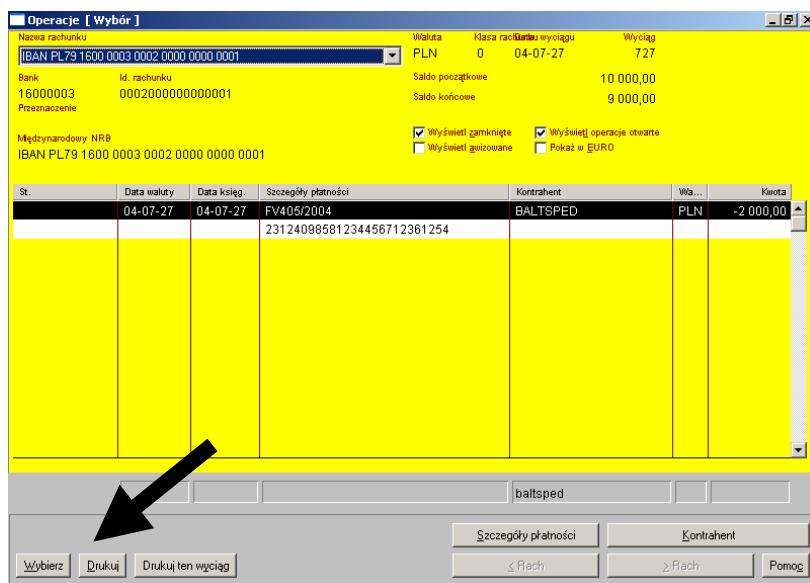 Operacje [ Wybór ]
Nazwa rachunku
IBAN PL79 1600 0003 0002 0000 0000 0001
Waluta Klasa rachunku wyciągu Wyciąg
PLN 0 04-07-27 727
Bank Id. rachunku
16000003 0002000000000001
Saldo początkowe 10 000,00
Saldo końcowe 9 000,00
Przeznaczenie
Międzynarodowy NRB
IBAN PL79 1600 0003 0002 0000 0000 0001
Wyświetl zamknięte Wyświetl operacje otwarte
Wyświetl awizowane Pokaż w EURO
St. Data waluty Data księg. Szczegóły płatności Kontrahent Wa... Kwota
04-07-27 04-07-27 FV405/2004 BALTSPED PLN -2 000,00
23124098581234456712361254
baltsped
Szczegóły płatności Kontrahent
Wybierz Drukuj Drukuj ten wyciąg < Rach > Rach Pomoc